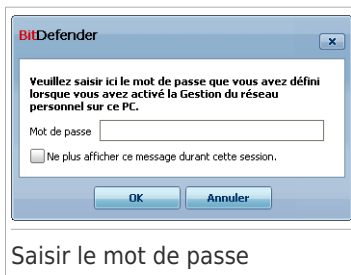 BitDefender
Veuillez saisir ici le mot de passe que vous avez défini
lorsque vous avez activé la Gestion du réseau
personnel sur ce PC.
Mot de passe
Ne plus afficher ce message durant cette session.
OK Annuler
Saisir le mot de passe